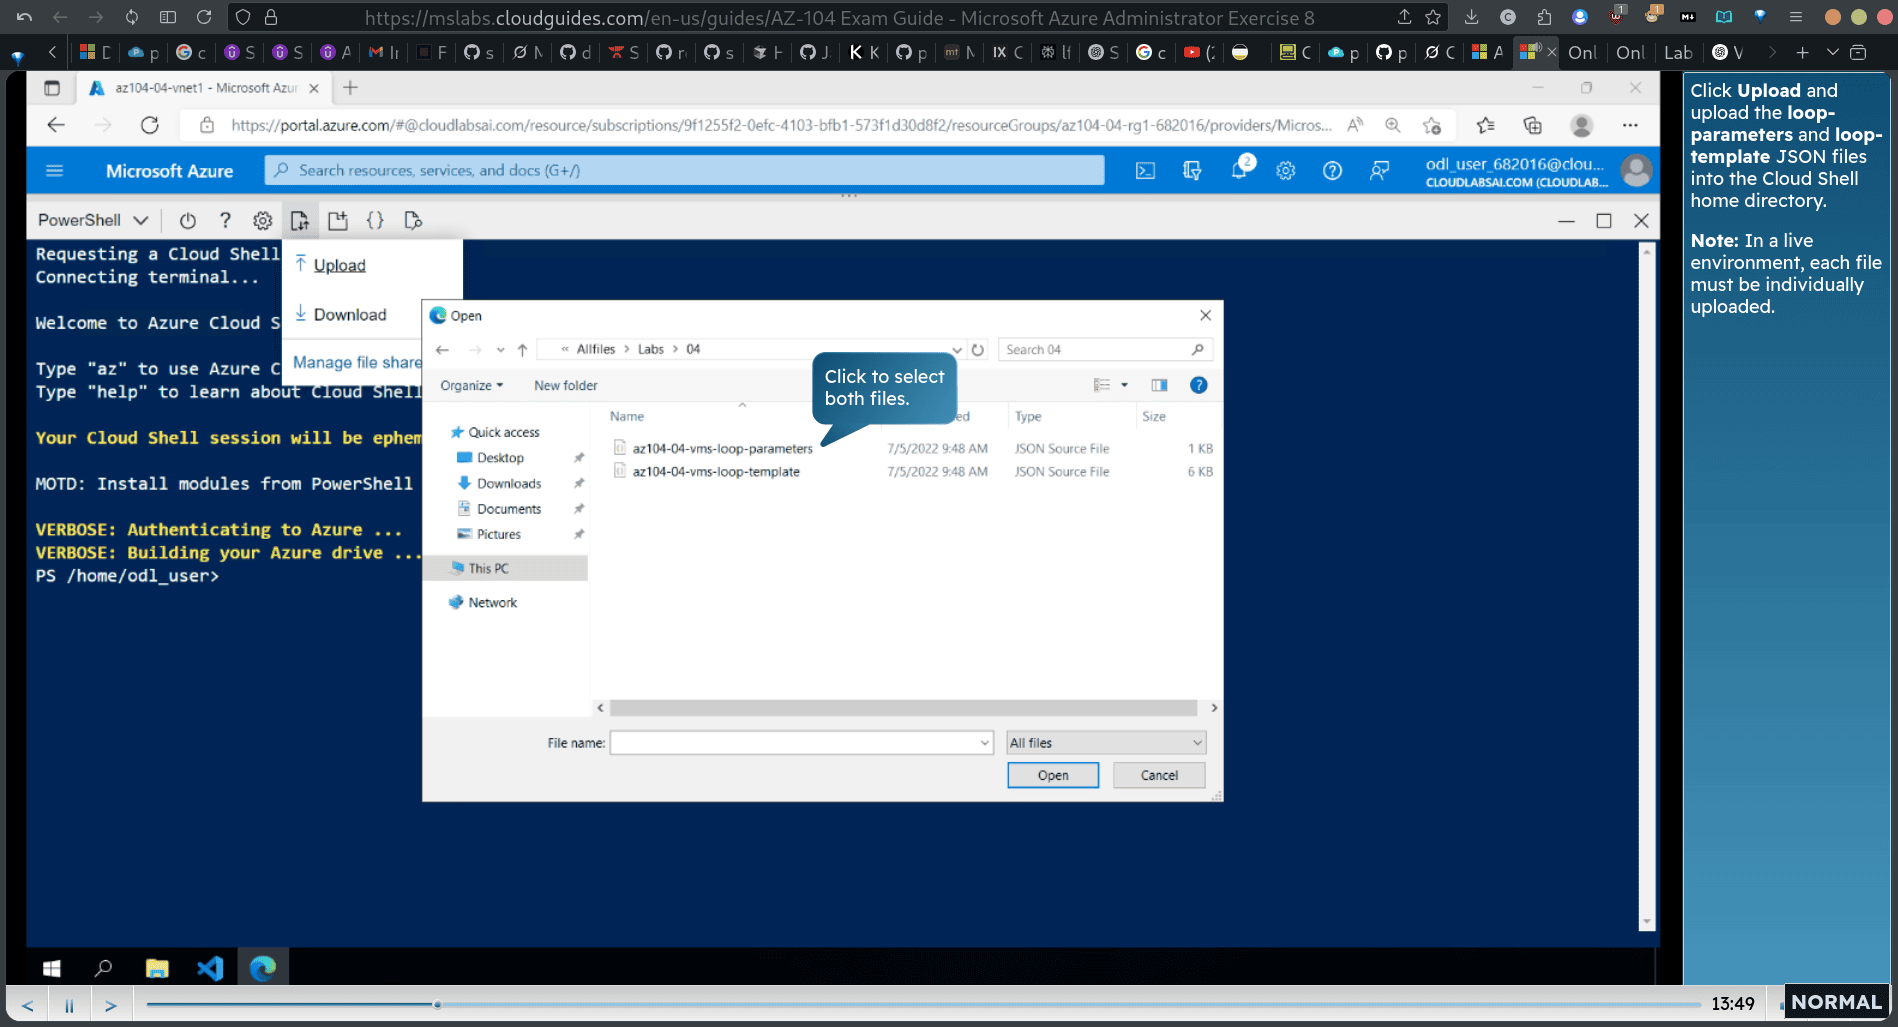 https://mslabs.cloudguides.com/en-us/guides/AZ-104 Exam Guide - Microsoft Azure Administrator Exercise 8
az104-04-vnet1 - Microsoft Azur
https://portal.azure.com/#@cloudlabsai.com/resource/subscriptions/9f1255f2-0efc-4103-bfb1-573f1d30d8f2/resourceGroups/az104-04-rg1-682016/providers/Micros...
Microsoft Azure
Search resources, services, and docs (G+/)
2
odl_user_682016@clou...
CLOUDLABSAI.COM (CLOUDLAB...
PowerShell
Requesting a Cloud Shell
Connecting terminal...
Welcome to Azure Cloud S
Type "az" to use Azure C
Type "help" to learn about Cloud Shell
Your Cloud Shell session will be ephem
MOTD: Install modules from PowerShell
VERBOSE: Authenticating to Azure ...
VERBOSE: Building your Azure drive ...
PS /home/odl_user>
Upload
Download
Manage file share
Open
« Allfiles > Labs > 04
Search 04
Organize
New folder
Click to select
both files.
Name
ed
Type
Size
Quick access
Desktop
Downloads
Documents
Pictures
This PC
Network
az104-04-vms-loop-parameters 7/5/2022 9:48 AM JSON Source File 1 KB
az104-04-vms-loop-template 7/5/2022 9:48 AM JSON Source File 6 KB
File name:
All files
Open
Cancel
Click Upload and
upload the loop-
parameters and loop-
template JSON files
into the Cloud Shell
home directory.
Note: In a live
environment, each file
must be individually
uploaded.
13:49
NORMAL